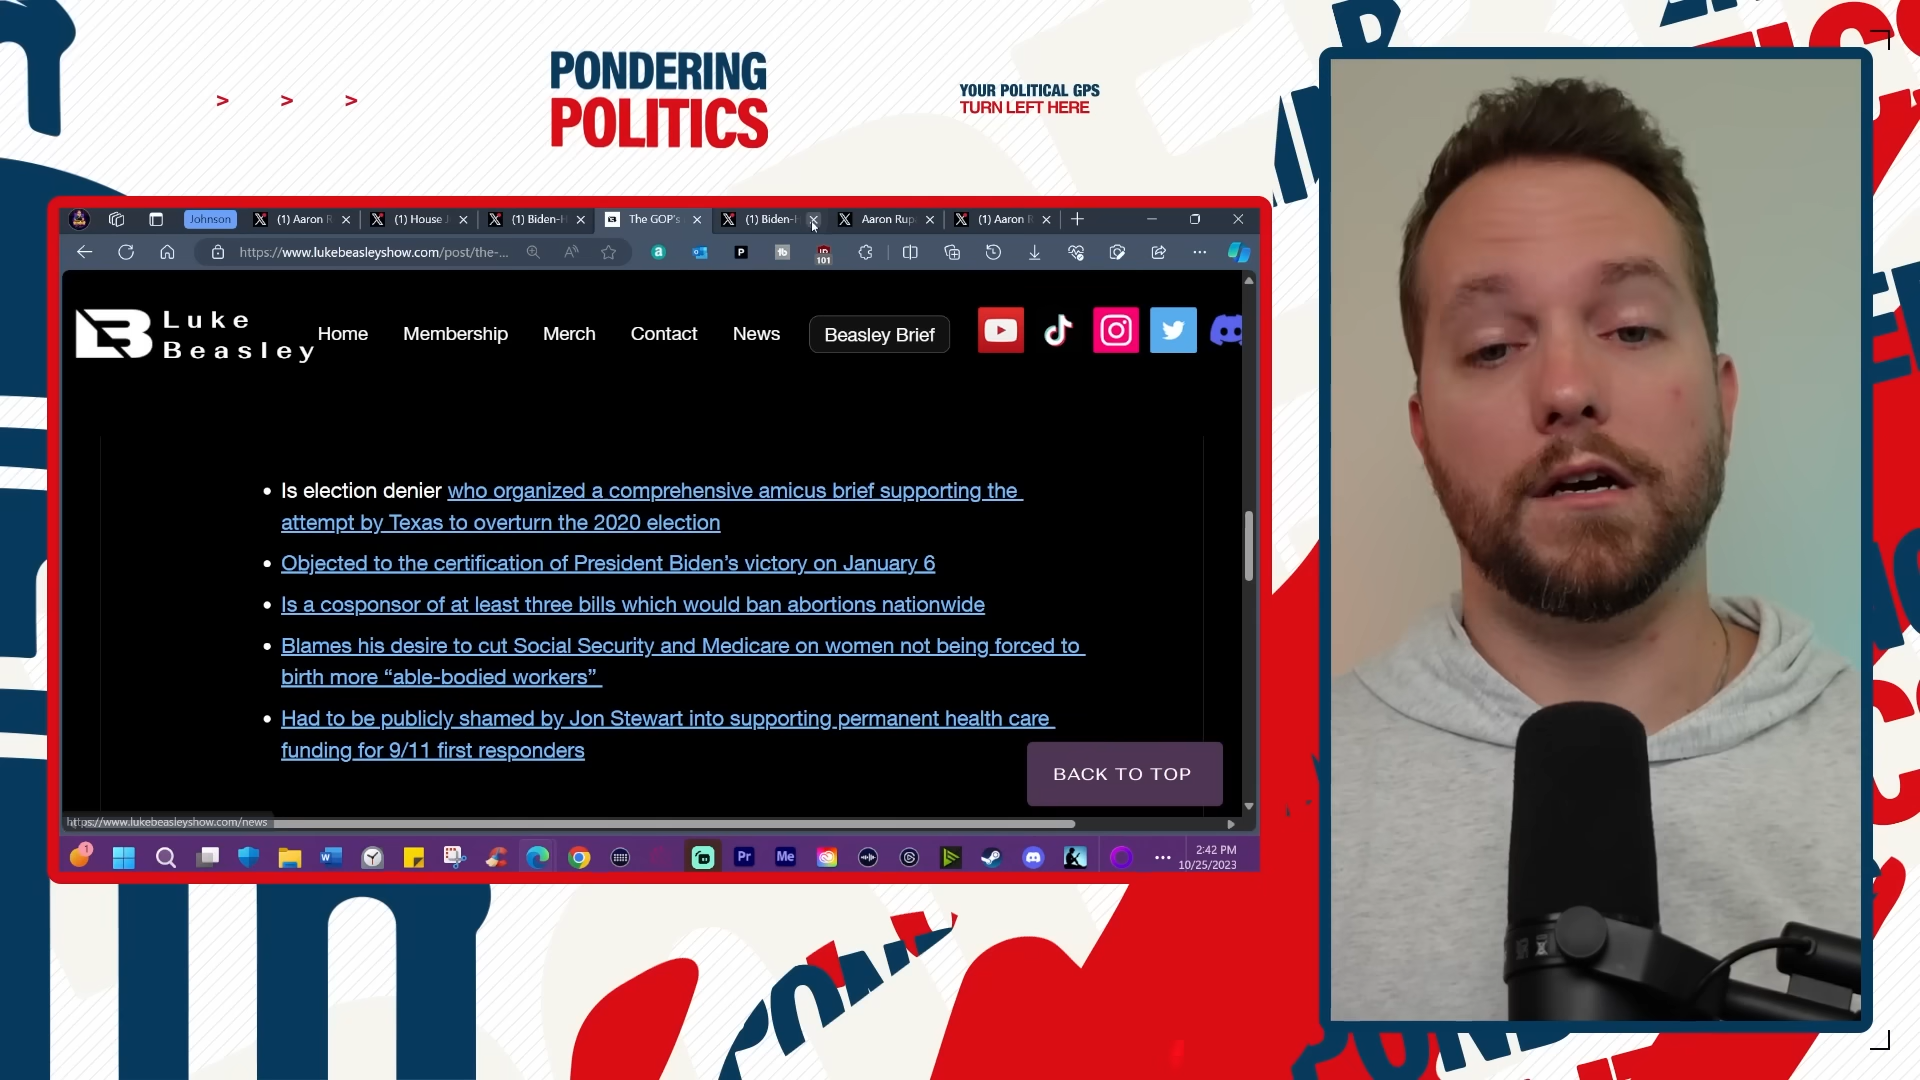 PONDERING
POLITICS
YOUR POLITICAL GPS
TURN LEFT HERE
> > >
Johnson
(1) Aaron R
(1) House J
(1) Biden-H
The GOP's
(1) Biden-H
Aaron Rup
(1) Aaron R
https://www.lukebeasleyshow.com/post/the-...
101
Luke
Beasley
Home
Membership
Merch
Contact
News
Beasley Brief
• Is election denier who organized a comprehensive amicus brief supporting the
attempt by Texas to overturn the 2020 election
• Objected to the certification of President Biden’s victory on January 6
• Is a cosponsor of at least three bills which would ban abortions nationwide
• Blames his desire to cut Social Security and Medicare on women not being forced to
birth more “able-bodied workers”
• Had to be publicly shamed by Jon Stewart into supporting permanent health care
funding for 9/11 first responders
BACK TO TOP
https://www.lukebeasleyshow.com/news
1
Pr
Me
2:42 PM
10/25/2023